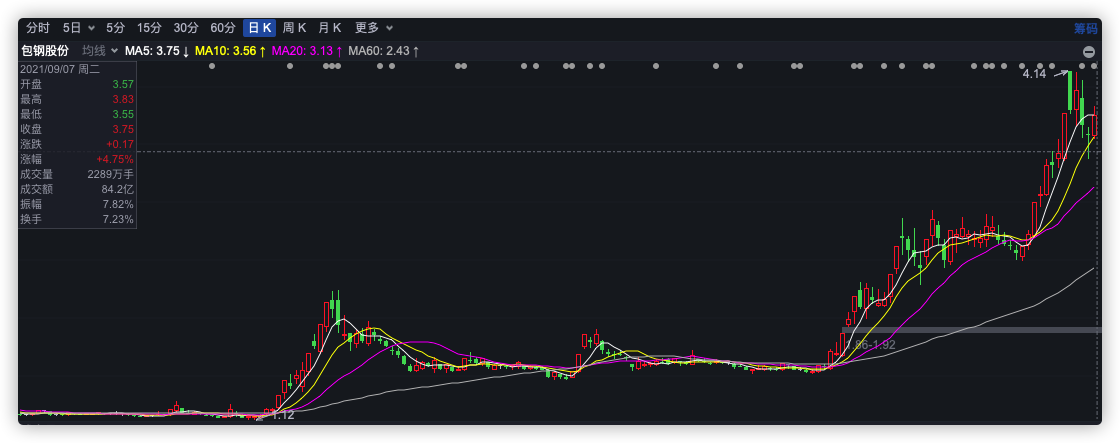 分时 5日 5分 15分 30分 60分 日K 周K 月K 更多 筹码
包钢股份 均线 MA5: 3.75↓ MA10: 3.56↑ MA20: 3.13↑ MA60: 2.43↑
2021/09/07 周二
开盘 3.57
最高 3.83
最低 3.55
收盘 3.75
涨跌 +0.17
涨幅 +4.75%
成交量 2289万手
成交额 84.2亿
振幅 7.82%
换手 7.23%
4.14
1.86-1.92
1.12